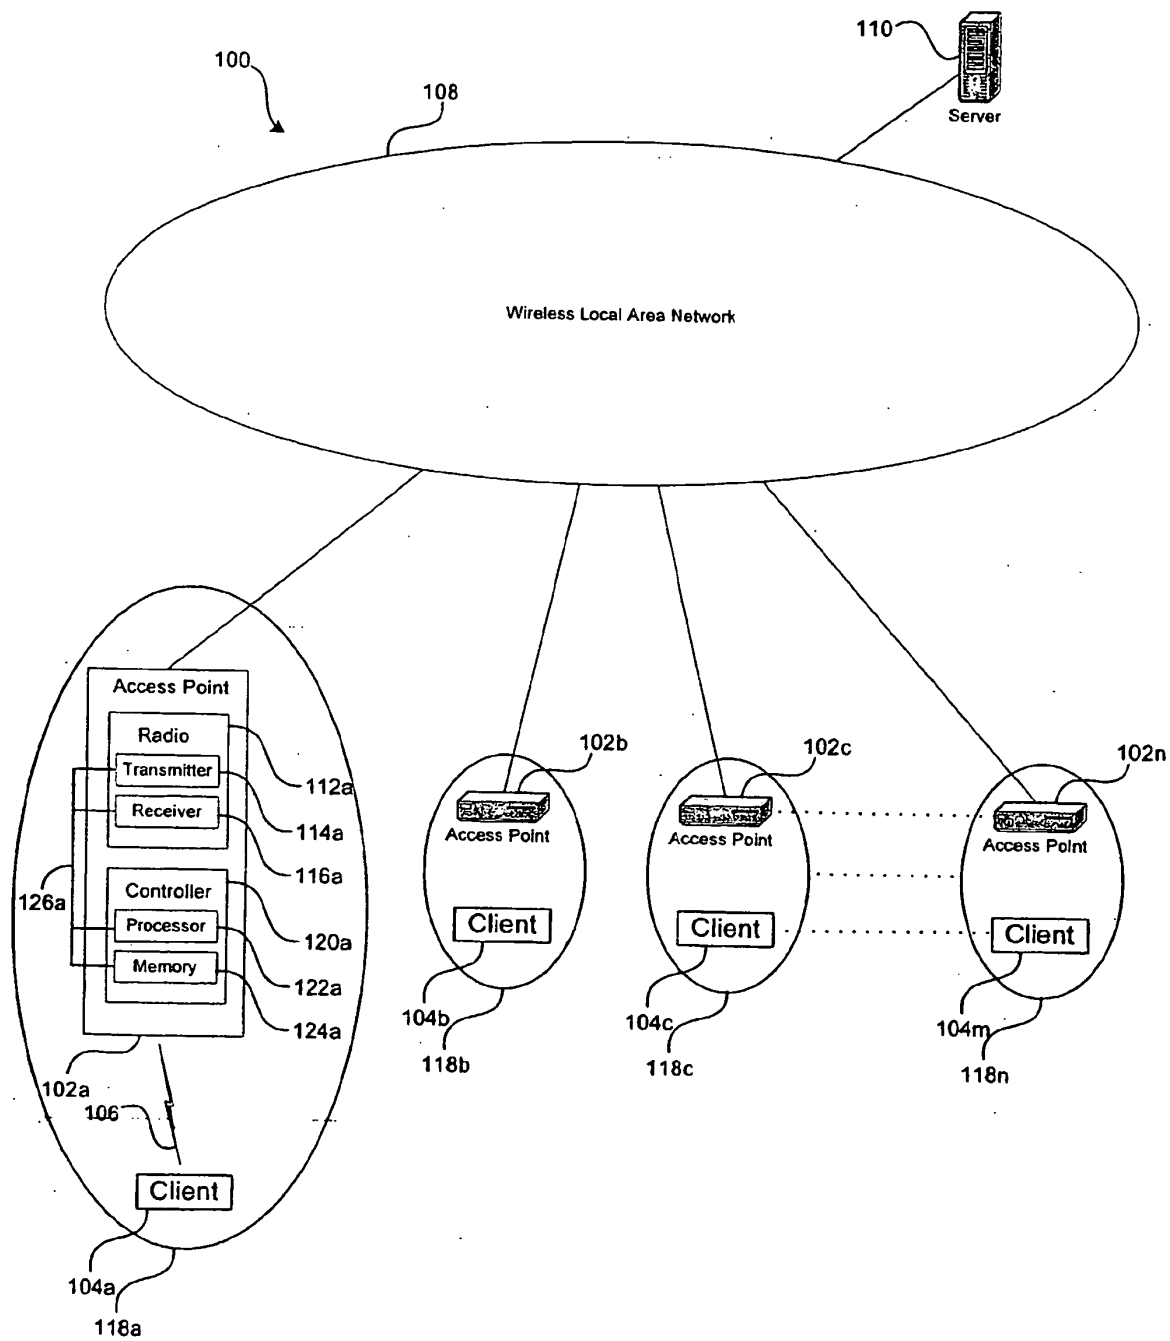 110
100
108
Server
Wireless Local Area Network
Access Point
Radio
Transmitter
Receiver
112a
114a
116a
126a
Controller
Processor
Memory
120a
122a
124a
102a
106
Client
104a
118a
102b
Access Point
Client
104b
118b
102c
Access Point
Client
104c
118c
102n
Access Point
Client
104m
118n